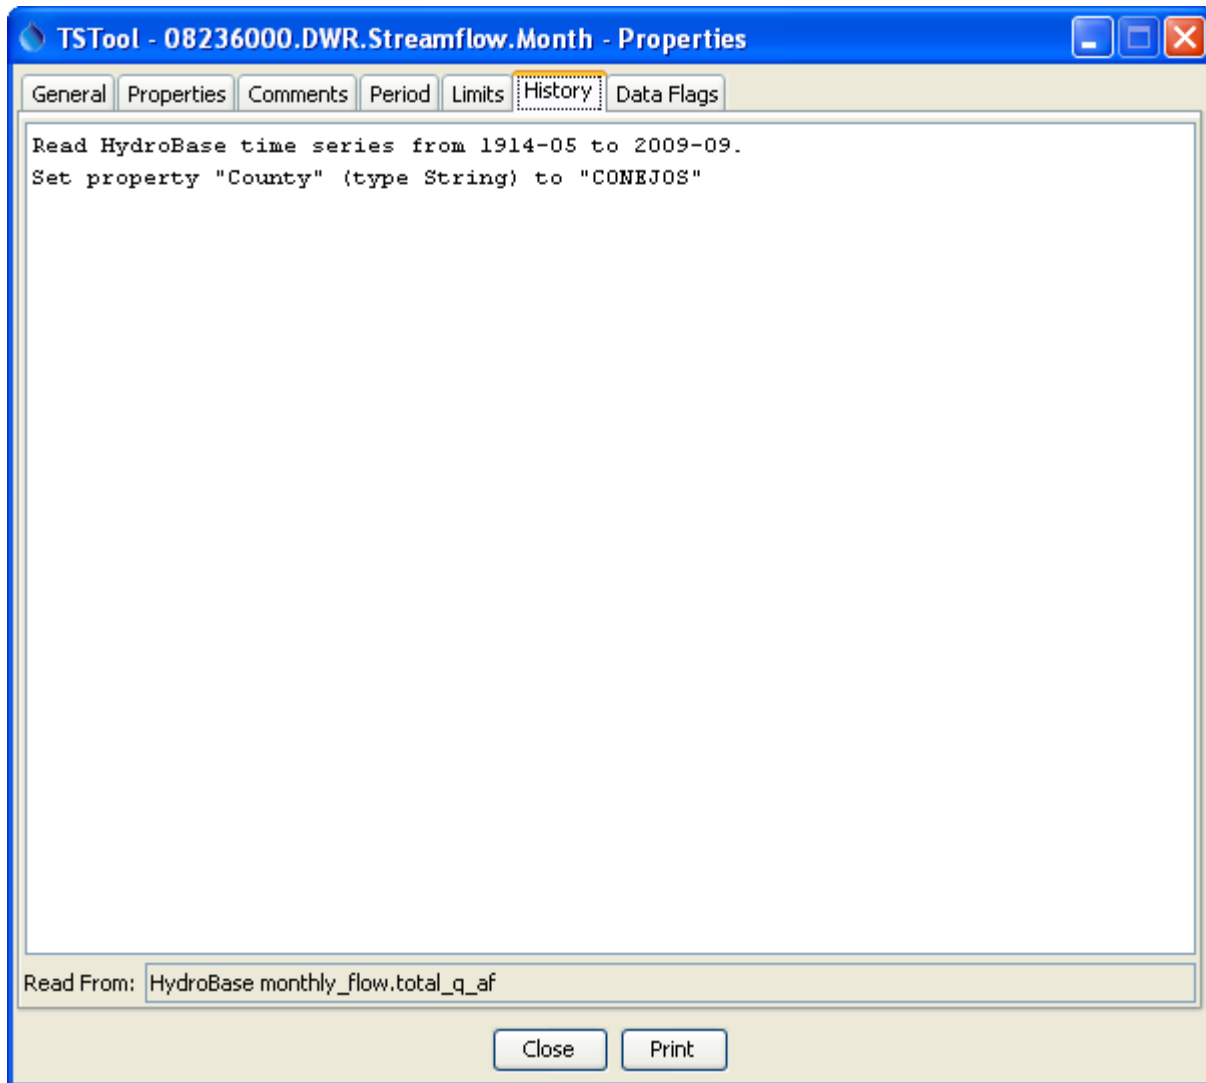 TSTool - 08236000.DWR.Streamflow.Month - Properties
General Properties Comments Period Limits History Data Flags
Read HydroBase time series from 1914-05 to 2009-09.
Set property "County" (type String) to "CONEJOS"
Read From: HydroBase monthly_flow.total_q_af
Close Print